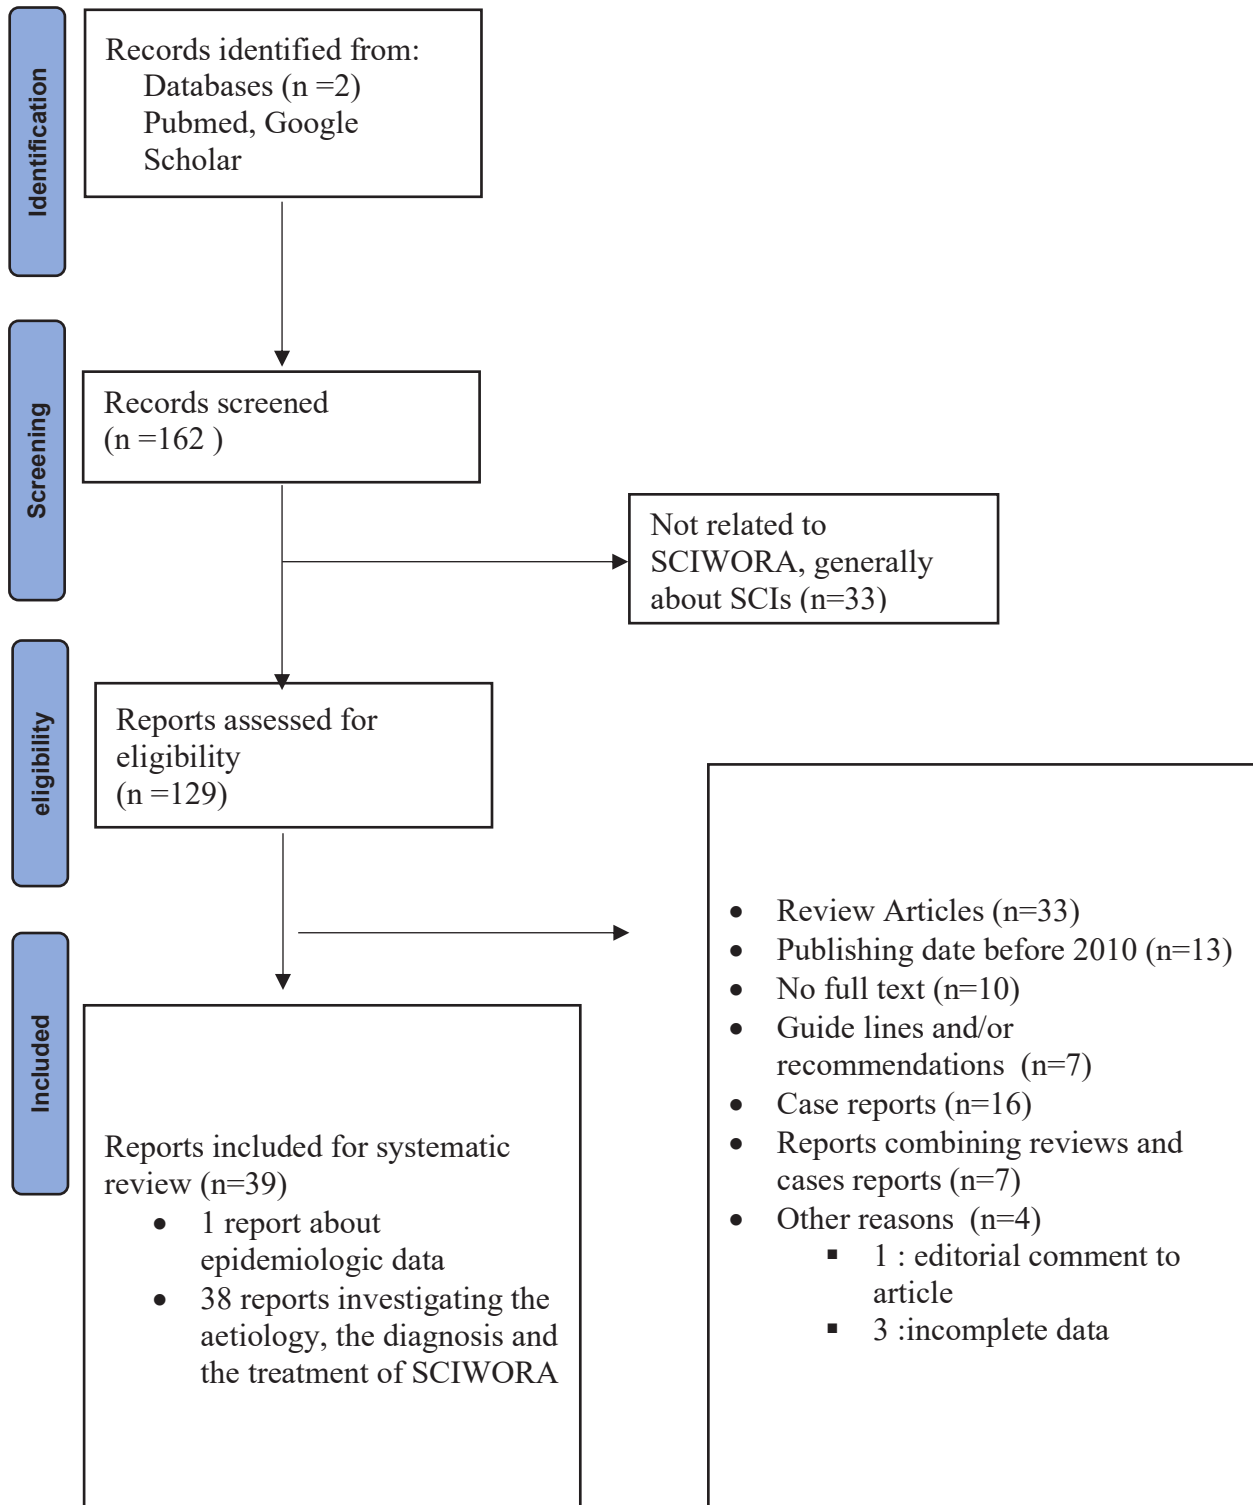 Identification
Records identified from:
Databases (n =2)
Pubmed, Google
Scholar
Screening
Records screened
(n =162 )
Not related to
SCIWORA, generally
about SCIs (n=33)
eligibility
Reports assessed for
eligibility
(n =129)
• Review Articles (n=33)
• Publishing date before 2010 (n=13)
• No full text (n=10)
• Guide lines and/or
recommendations  (n=7)
• Case reports (n=16)
• Reports combining reviews and
cases reports (n=7)
• Other reasons  (n=4)
▪ 1 : editorial comment to
article
▪ 3 :incomplete data
Included
Reports included for systematic
review (n=39)
• 1 report about
epidemiologic data
• 38 reports investigating the
aetiology, the diagnosis and
the treatment of SCIWORA